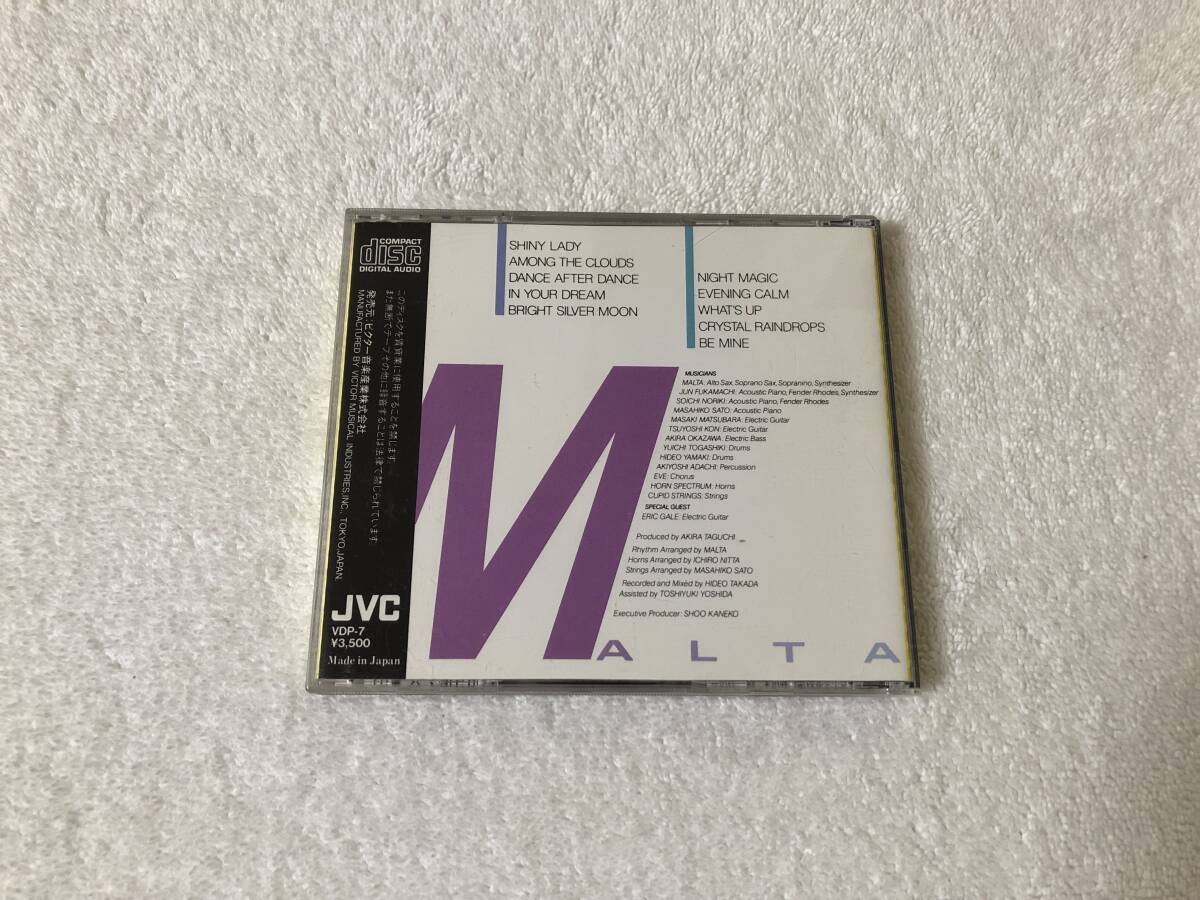 COMPACT
disc
DIGITAL AUDIO
このディスクを賃貸業に使用することを禁じます。
また無断でテープその他に録音することは法律で禁じられています。
発売元:ビクター音楽産業株式会社
MANUFACTURED BY VICTOR MUSICAL INDUSTRIES, INC., TOKYO, JAPAN.
JVC
VDP-7
¥3,500
Made in Japan
SHINY LADY
AMONG THE CLOUDS
DANCE AFTER DANCE
IN YOUR DREAM
BRIGHT SILVER MOON
NIGHT MAGIC
EVENING CALM
WHAT'S UP
CRYSTAL RAINDROPS
BE MINE
MUSICIANS
MALTA: Alto Sax, Soprano Sax, Sopranino, Synthesizer
JUN FUKAMACHI: Acoustic Piano, Fender Rhodes, Synthesizer
SOICHI NORIKI: Acoustic Piano, Fender Rhodes
MASAHIKO SATO: Acoustic Piano
MASAKI MATSUBARA: Electric Guitar
TSUYOSHI KON: Electric Guitar
AKIRA OKAZAWA: Electric Bass
YUICHI TOGASHIKI: Drums
HIDEO YAMAKI: Drums
AKIYOSHI ADACHI: Percussion
EVE: Chorus
HORN SPECTRUM: Horns
CUPID STRINGS: Strings
SPECIAL GUEST
ERIC GALE: Electric Guitar
Produced by AKIRA TAGUCHI
Rhythm Arranged by MALTA
Horns Arranged by ICHIRO NITTA
Strings Arranged by MASAHIKO SATO
Recorded and Mixed by HIDEO TAKADA
Assisted by TOSHIYUKI YOSHIDA
Executive Producer: SHOO KANEKO
MALTA